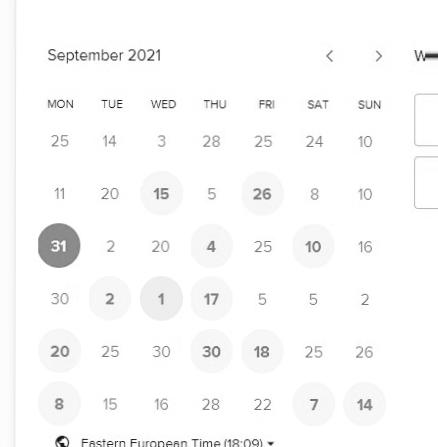 September 2021 < >
MON TUE WED THU FRI SAT SUN
25 14 3 28 25 24 10
11 20 15 5 26 8 10
31 2 20 4 25 10 16
30 2 1 17 5 5 2
20 25 30 30 18 25 26
8 15 16 28 22 7 14
Eastern European Time (18:09)